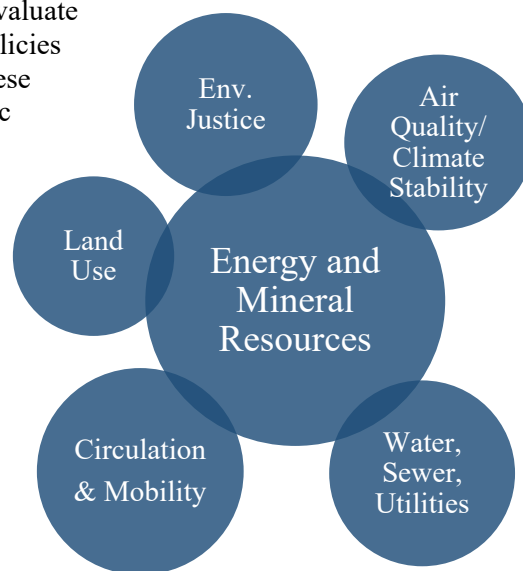 valuate
licies
ese
c
Env.
Justice
Air
Quality/
Climate
Stability
Land
Use
Energy and
Mineral
Resources
Circulation
& Mobility
Water,
Sewer,
Utilities